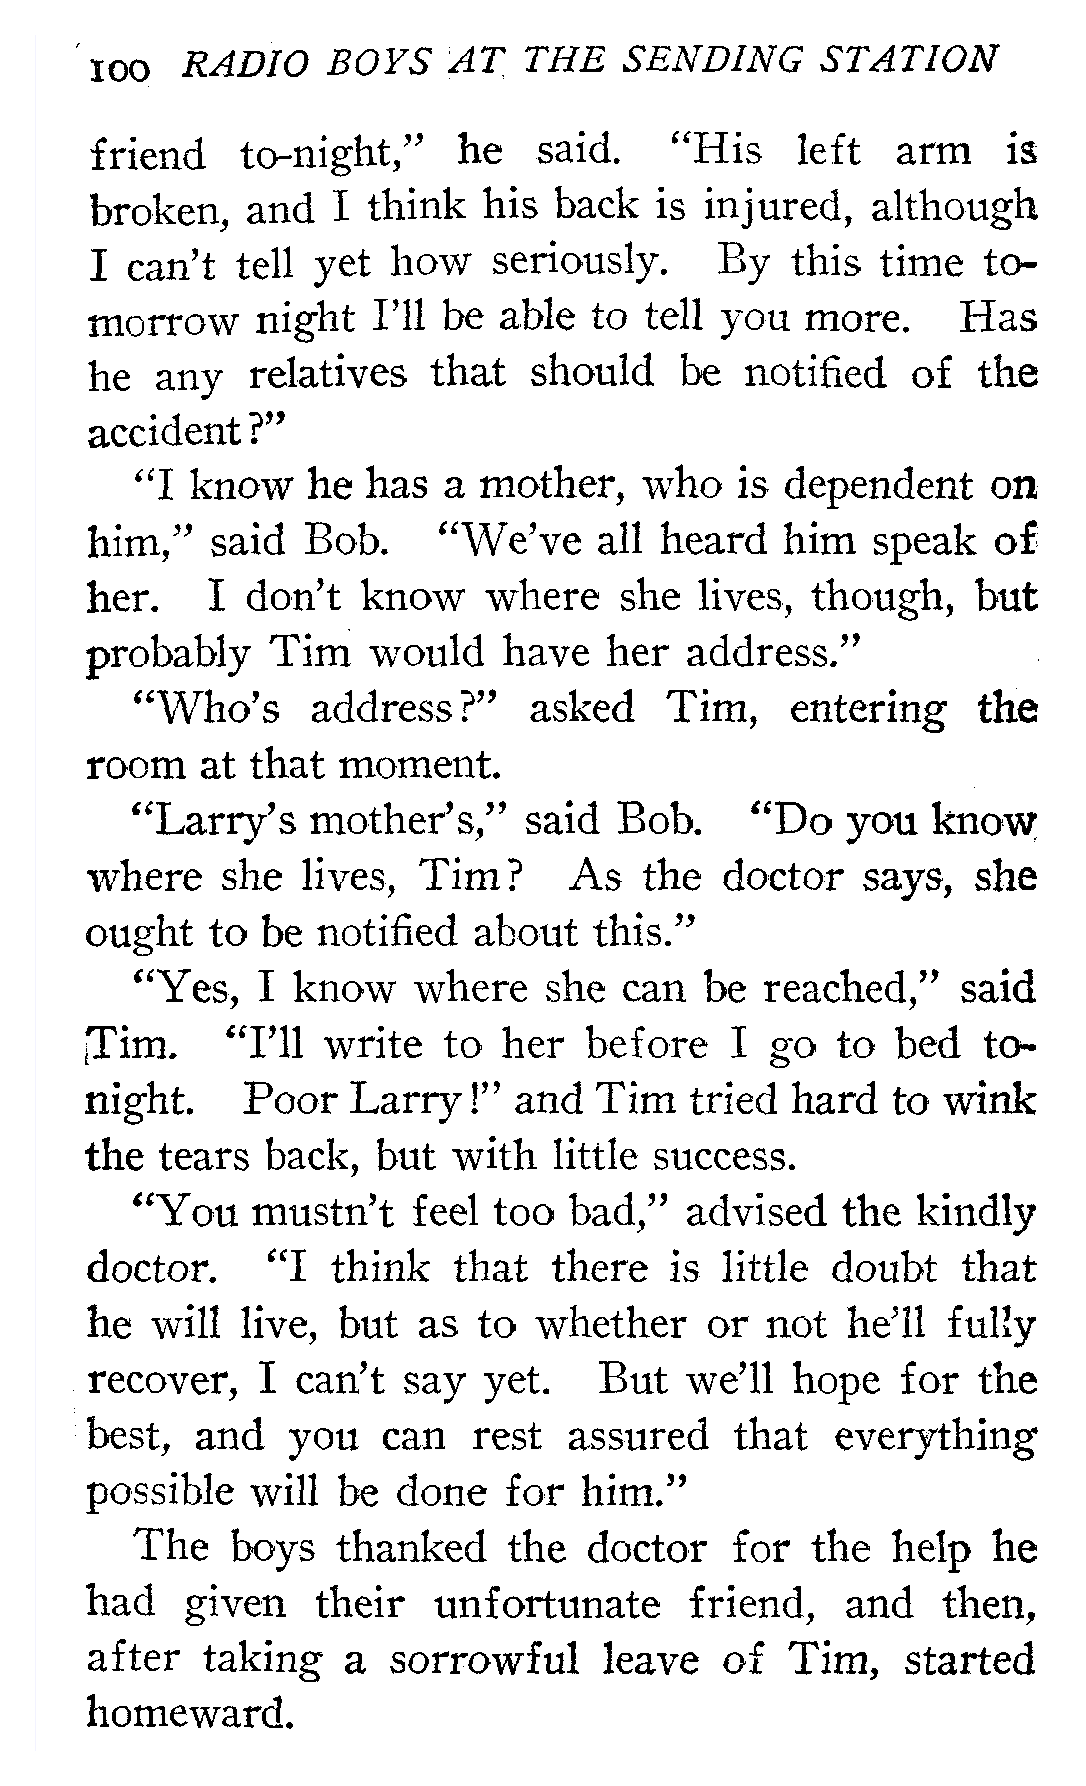 100 RADIO BOYS AT THE SENDING STATION
friend to-night,” he said. “His left arm is
broken, and I think his back is injured, although
I can’t tell yet how seriously. By this time to-
morrow night I’ll be able to tell you more. Has
he any relatives that should be notified of the
accident?”
“I know he has a mother, who is dependent on
him,” said Bob. “We’ve all heard him speak of
her. I don’t know where she lives, though, but
probably Tim would have her address.”
“Who’s address?” asked Tim, entering the
room at that moment.
“Larry’s mother’s,” said Bob. “Do you know
where she lives, Tim? As the doctor says, she
ought to be notified about this.”
“Yes, I know where she can be reached,” said
Tim. “I’ll write to her before I go to bed to-
night. Poor Larry!” and Tim tried hard to wink
the tears back, but with little success.
“You mustn’t feel too bad,” advised the kindly
doctor. “I think that there is little doubt that
he will live, but as to whether or not he’ll fully
recover, I can’t say yet. But we’ll hope for the
best, and you can rest assured that everything
possible will be done for him.”
The boys thanked the doctor for the help he
had given their unfortunate friend, and then,
after taking a sorrowful leave of Tim, started
homeward.